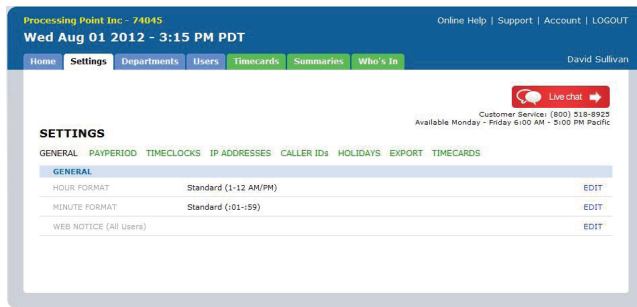 Processing Point Inc - 74045
Online Help | Support | Account | LOGOUT
Wed Aug 01 2012 - 3:15 PM PDT
Home Settings Departments Users Timecards Summaries Who's In
David Sullivan
Live chat
Customer Service: (800) 518-8925
Available Monday - Friday 6:00 AM - 5:00 PM Pacific
SETTINGS
GENERAL PAYPERIOD TIMECLOCKS IP ADDRESSES CALLER IDs HOLIDAYS EXPORT TIMECARDS
GENERAL
HOUR FORMAT Standard (1-12 AM/PM) EDIT
MINUTE FORMAT Standard (:01-:59) EDIT
WEB NOTICE (All Users) EDIT